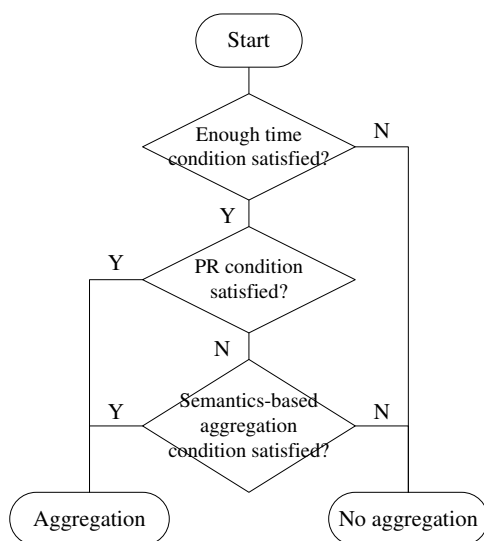 Start
Enough time
condition satisfied?
N
Y
Y
PR condition
satisfied?
N
Y
Semantics-based
aggregation
condition satisfied?
N
Aggregation
No aggregation